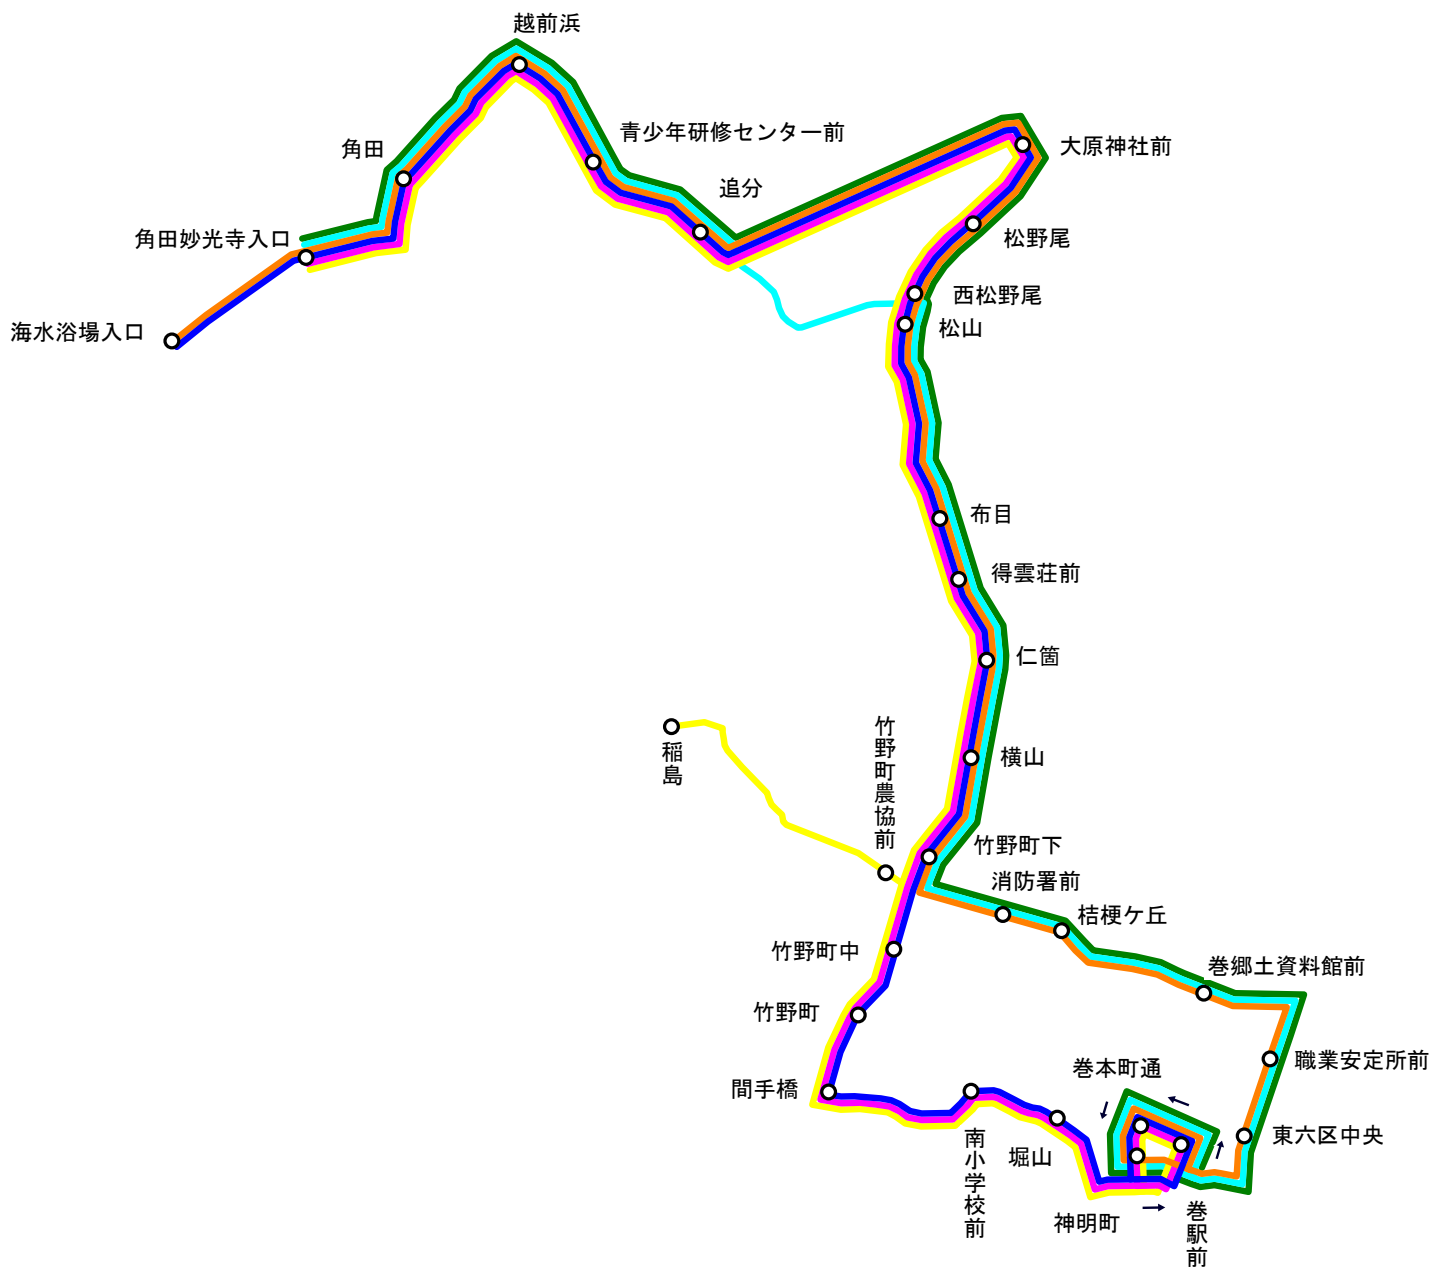 越前浜
青少年研修センター前
角田
大原神社前
追分
角田妙光寺入口
松野尾
西松野尾
海水浴場入口
松山
布目
得雲荘前
仁箇
稲島
竹野町農協前
横山
竹野町下
消防署前
桔梗ケ丘
竹野町中
巻郷土資料館前
竹野町
職業安定所前
巻本町通
間手橋
東六区中央
南小学校前
堀山
神明町
巻駅前